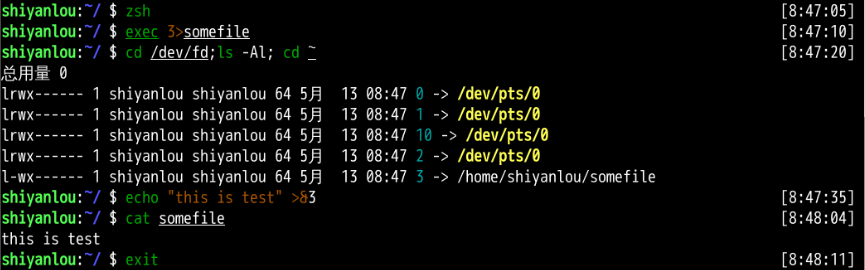 shiyanlou:~/ $ zsh [8:47:05]
shiyanlou:~/ $ exec 3>somefile [8:47:10]
shiyanlou:~/ $ cd /dev/fd;ls -Al; cd ~ [8:47:20]
总用量 0
lrwx------ 1 shiyanlou shiyanlou 64 5月  13 08:47 0 -> /dev/pts/0
lrwx------ 1 shiyanlou shiyanlou 64 5月  13 08:47 1 -> /dev/pts/0
lrwx------ 1 shiyanlou shiyanlou 64 5月  13 08:47 10 -> /dev/pts/0
lrwx------ 1 shiyanlou shiyanlou 64 5月  13 08:47 2 -> /dev/pts/0
l-wx------ 1 shiyanlou shiyanlou 64 5月  13 08:47 3 -> /home/shiyanlou/somefile
shiyanlou:~/ $ echo "this is test" >&3 [8:47:35]
shiyanlou:~/ $ cat somefile [8:48:04]
this is test
shiyanlou:~/ $ exit [8:48:11]